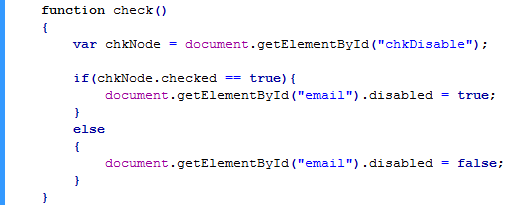 function check()
{
    var chkNode = document.getElementById("chkDisable");
    if(chkNode.checked == true){
        document.getElementById("email").disabled = true;
    }
    else
    {
        document.getElementById("email").disabled = false;
    }
}